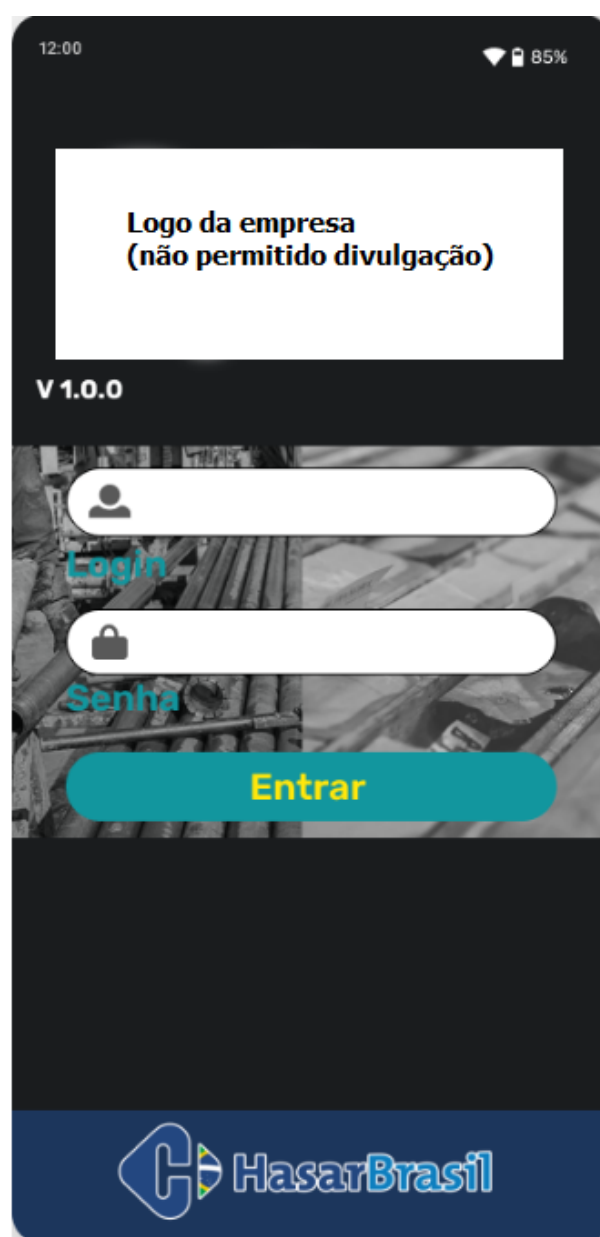 12:00
85%
Logo da empresa
(não permitido divulgação)
V 1.0.0
Login
Senha
Entrar
HasarBrasil